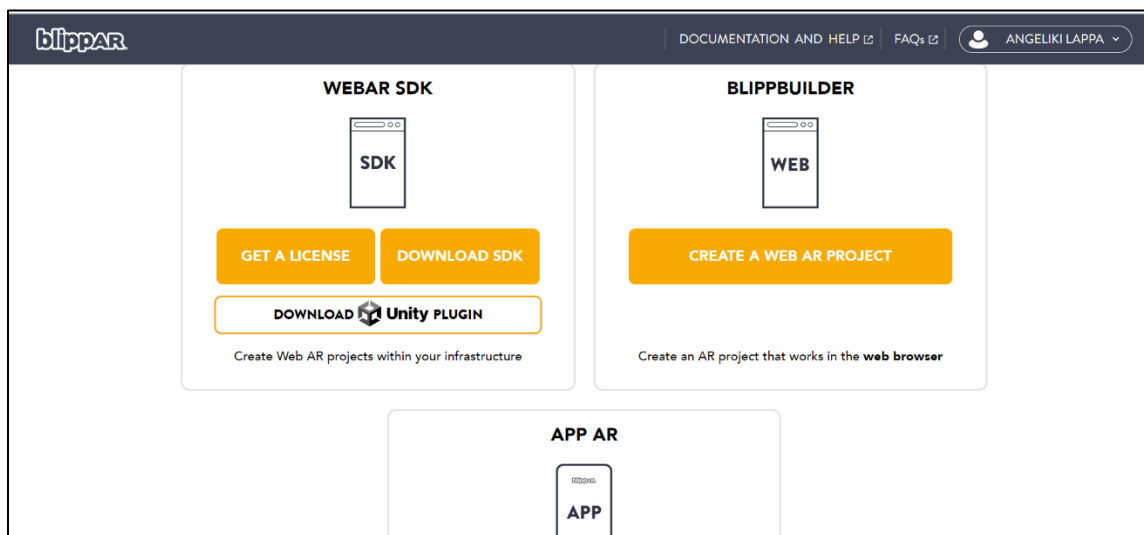 blippAR
DOCUMENTATION AND HELP
FAQs
ANGELIKI LAPPA
WEBAR SDK
SDK
GET A LICENSE
DOWNLOAD SDK
DOWNLOAD Unity PLUGIN
Create Web AR projects within your infrastructure
BLIPPBUILDER
WEB
CREATE A WEB AR PROJECT
Create an AR project that works in the web browser
APP AR
blippAR
APP